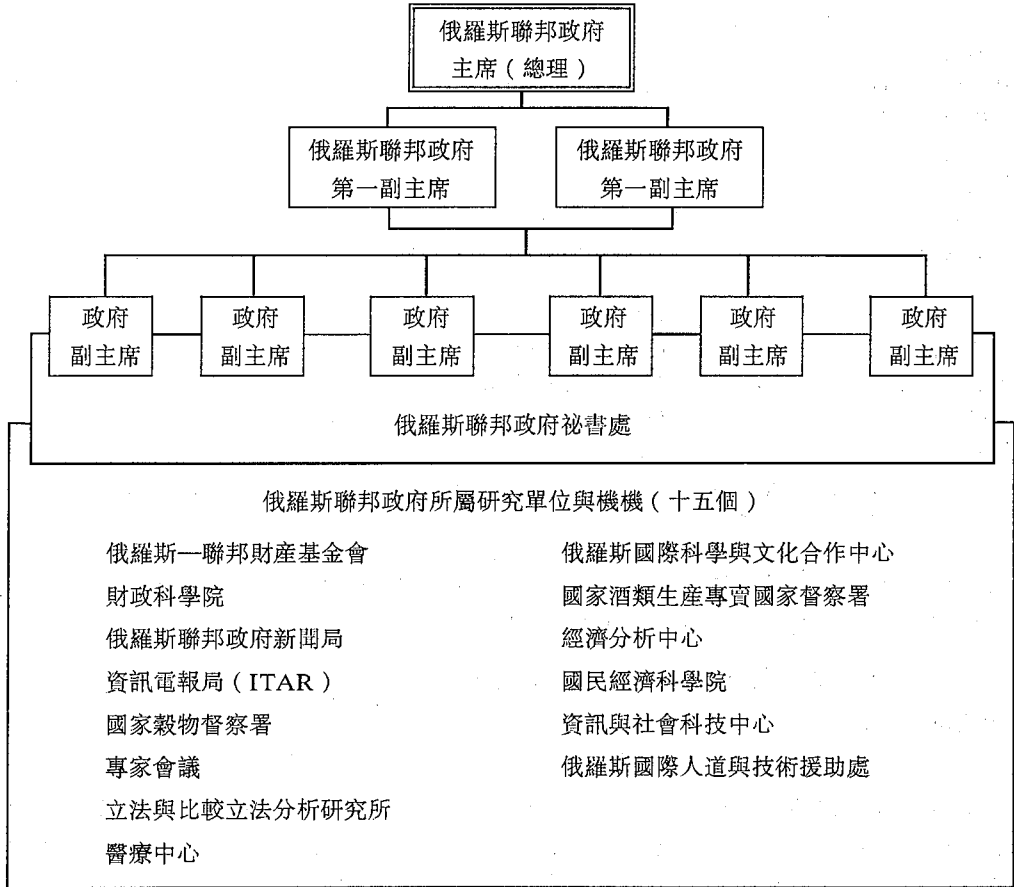 俄羅斯聯邦政府
主席（總理）
俄羅斯聯邦政府
第一副主席
俄羅斯聯邦政府
第一副主席
政府
副主席
政府
副主席
政府
副主席
政府
副主席
政府
副主席
政府
副主席
俄羅斯聯邦政府祕書處
俄羅斯聯邦政府所屬研究單位與機機（十五個）
俄羅斯—聯邦財產基金會
財政科學院
俄羅斯聯邦政府新聞局
資訊電報局（ITAR）
國家穀物督察署
專家會議
立法與比較立法分析研究所
醫療中心
俄羅斯國際科學與文化合作中心
國家酒類生產專賣國家督察署
經濟分析中心
國民經濟科學院
資訊與社會科技中心
俄羅斯國際人道與技術援助處